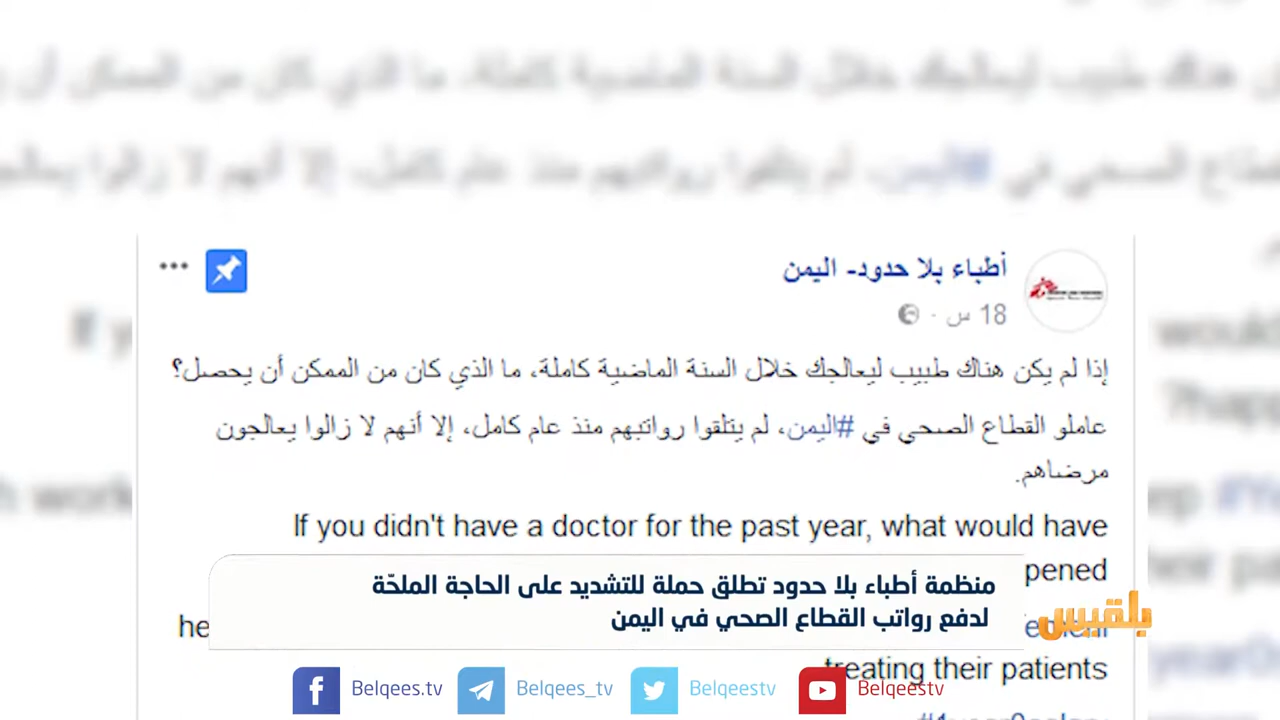 أطباء بلا حدود- اليمن
18 س
إذا لم يكن هناك طبيب ليعالجك خلال السنة الماضية كاملة، ما الذي كان من الممكن أن يحصل؟
عاملو القطاع الصحي في #اليمن، لم يتلقوا رواتبهم منذ عام كامل، إلا أنهم لا زالوا يعالجون
مرضاهم.
If you didn't have a doctor for the past year, what would have
منظمة أطباء بلا حدود تطلق حملة للتشديد على الحاجة الملحّة
لدفع رواتب القطاع الصحي في اليمن
بلقيس
treating their patients
Belqees.tv
Belqees_tv
Belqeestv
Belqeestv